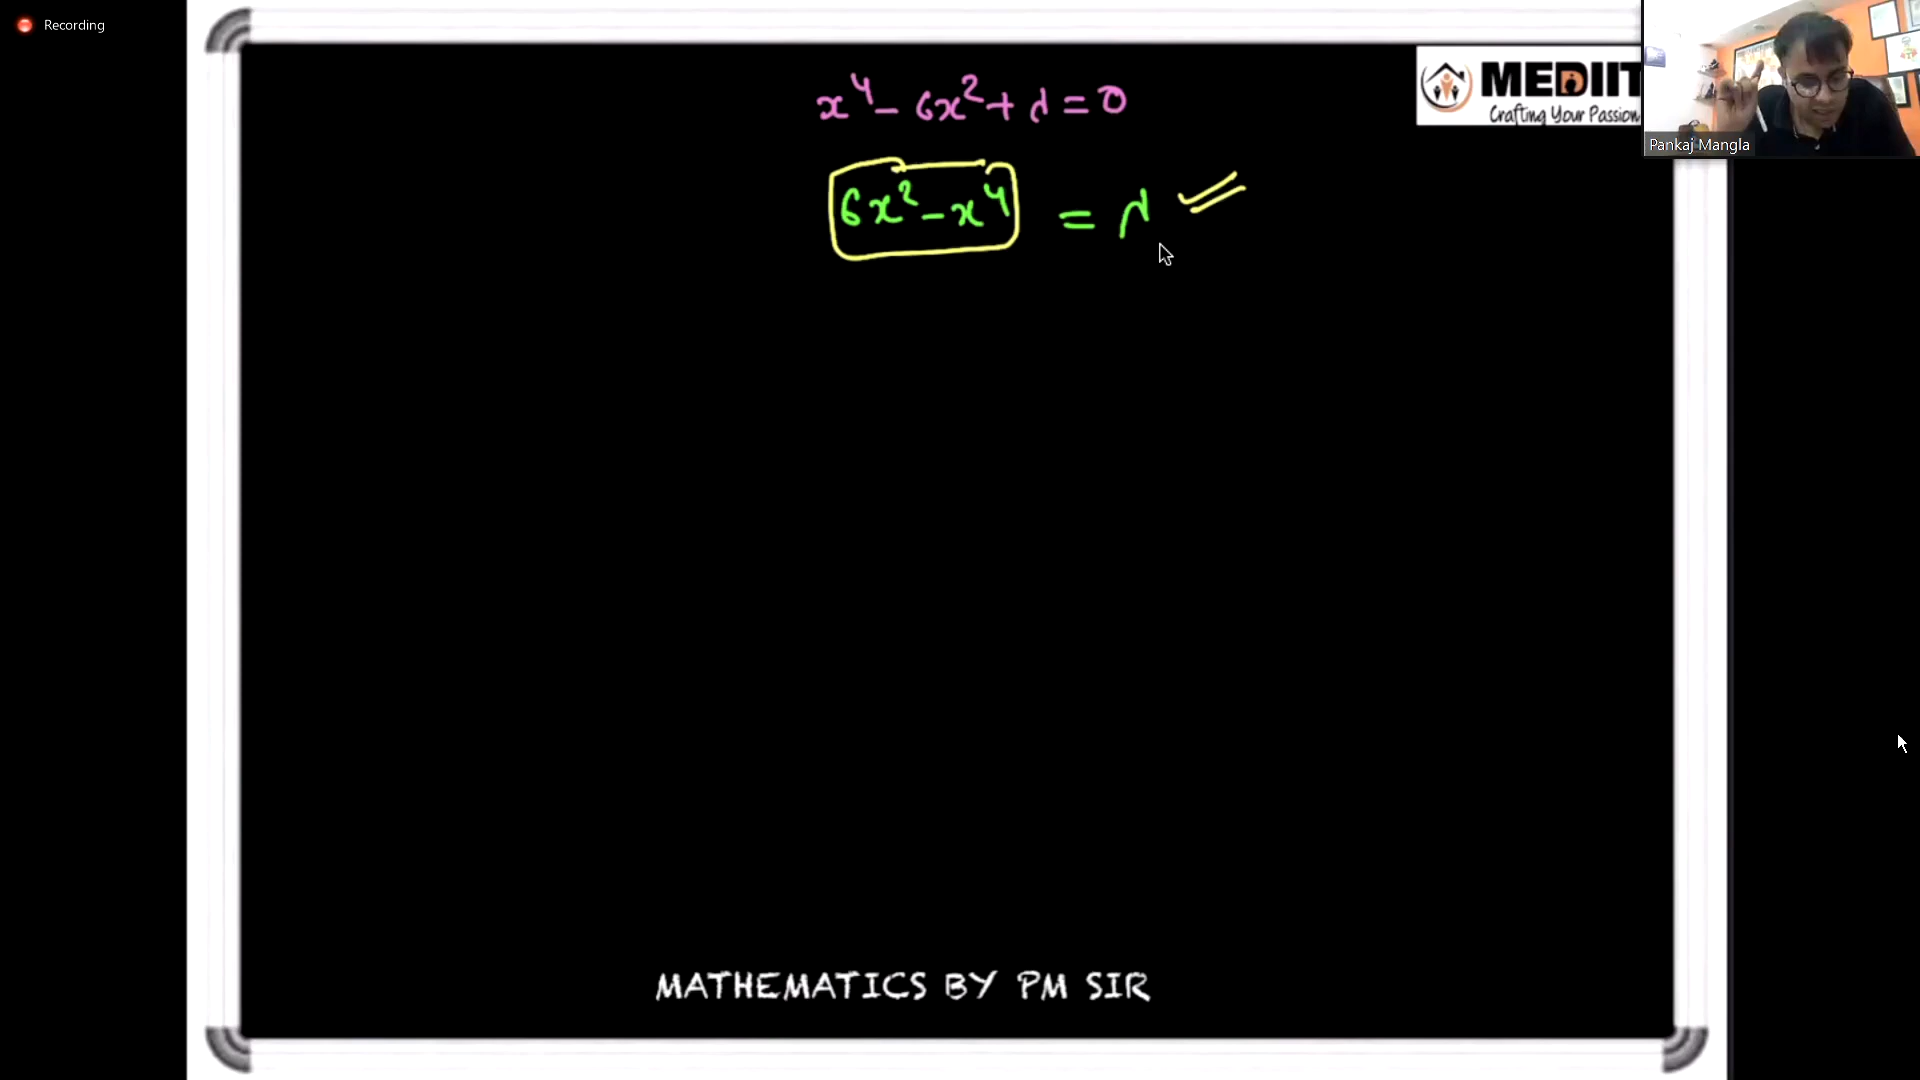 Recording
x⁴ - 6x² + λ = 0
MEDIIT
Crafting Your Passion
Pankaj Mangla
6x² - x⁴ = λ
MATHEMATICS BY PM SIR